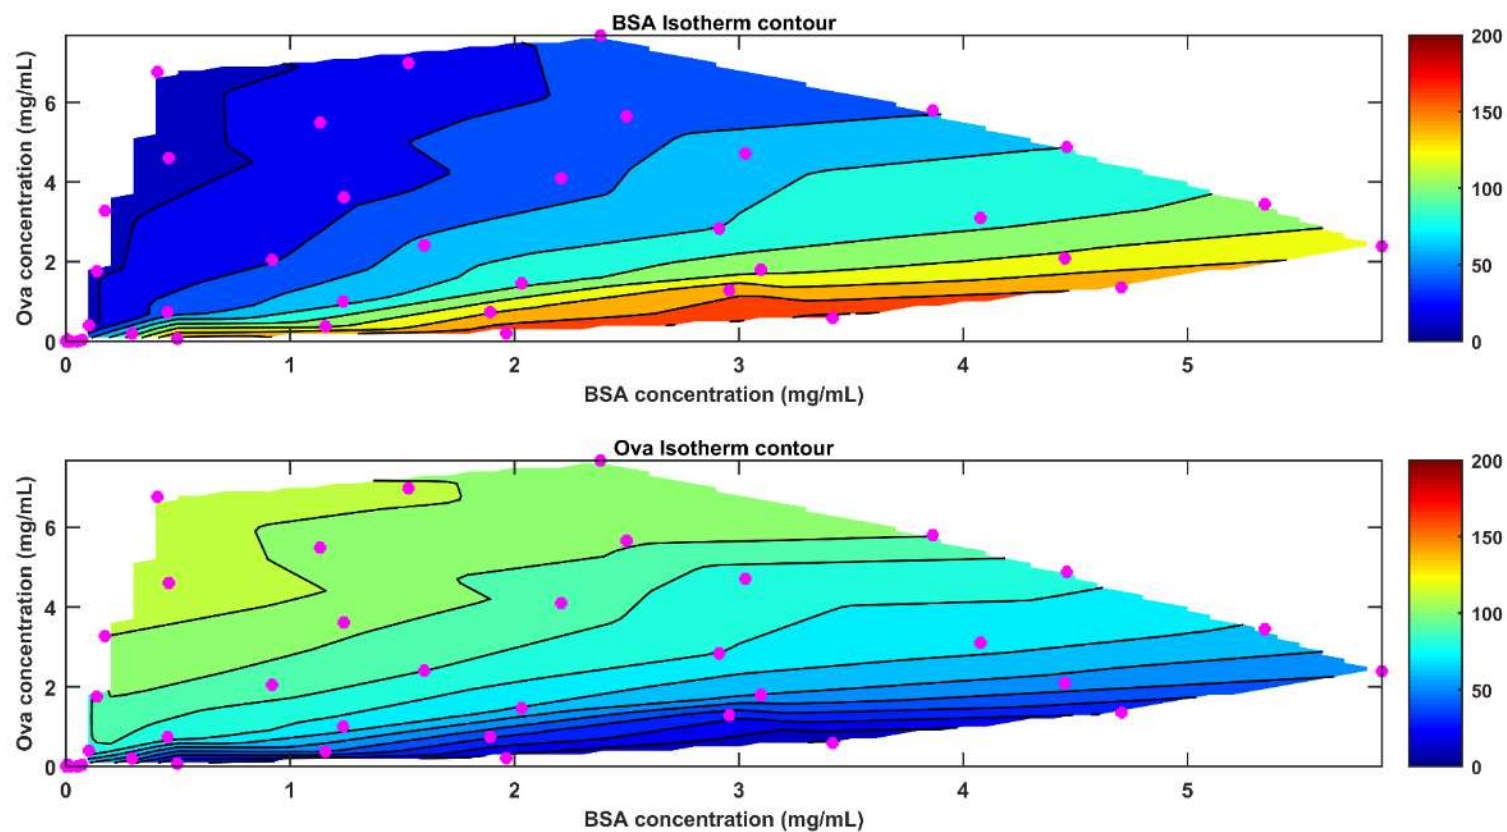 BSA Isotherm contour
Ova concentration (mg/mL)
6
4
2
0
0 1 2 3 4 5
BSA concentration (mg/mL)
200
150
100
50
0
Ova Isotherm contour
Ova concentration (mg/mL)
6
4
2
0
0 1 2 3 4 5
BSA concentration (mg/mL)
200
150
100
50
0